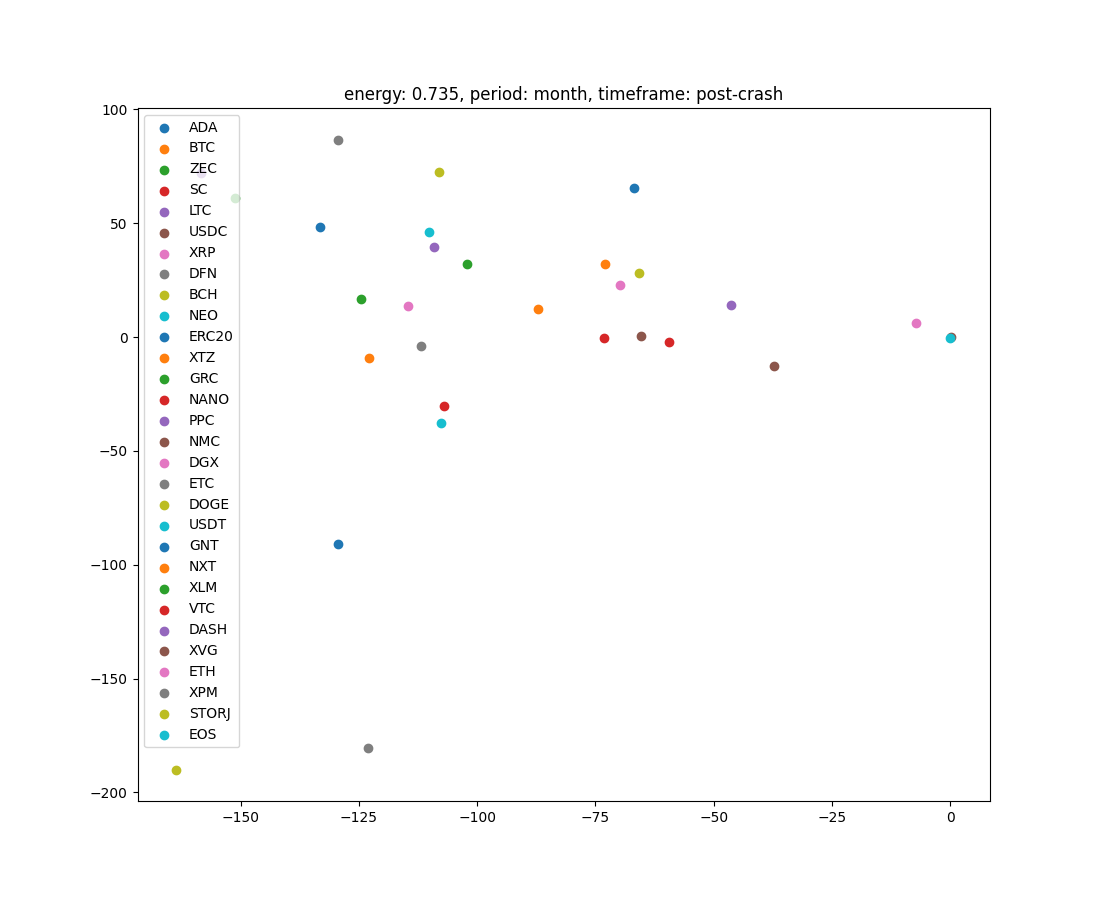 energy: 0.735, period: month, timeframe: post-crash
100
50
0
−50
−100
−150
−200
ADA
BTC
ZEC
SC
LTC
USDC
XRP
DFN
BCH
NEO
ERC20
XTZ
GRC
NANO
PPC
NMC
DGX
ETC
DOGE
USDT
GNT
NXT
XLM
VTC
DASH
XVG
ETH
XPM
STORJ
EOS
−150 −125 −100 −75 −50 −25 0